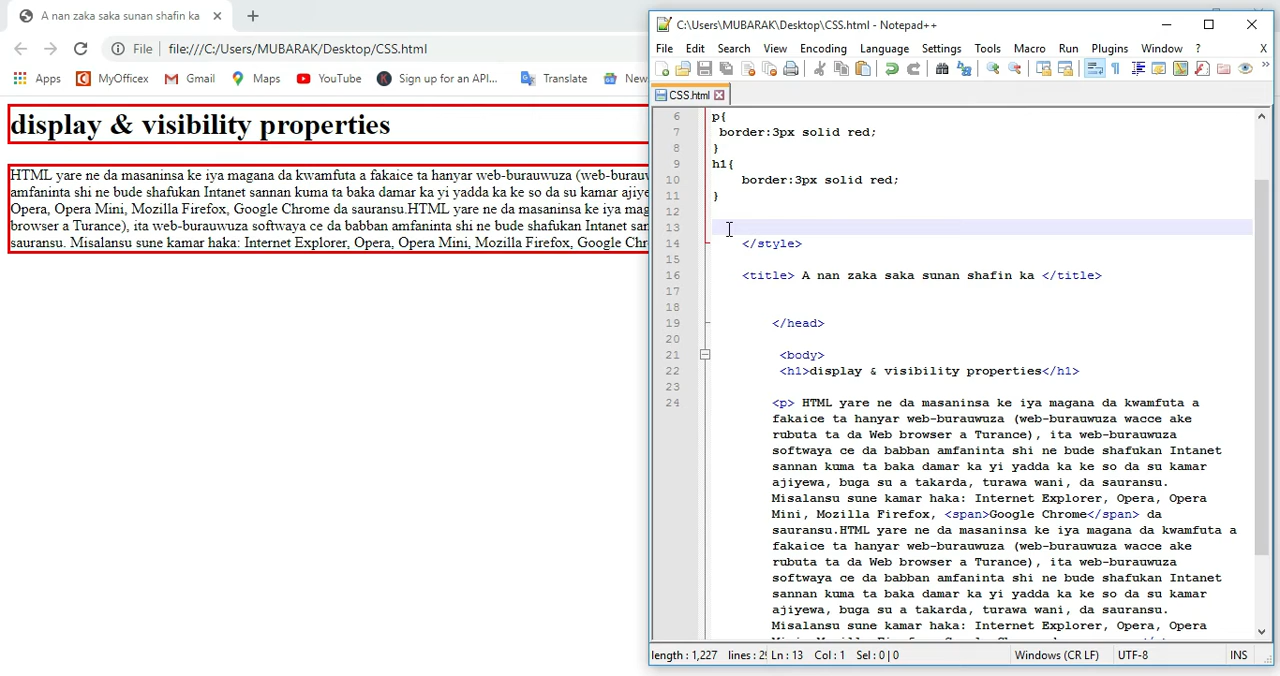 A nan zaka saka sunan shafin ka
File file:///C:/Users/MUBARAK/Desktop/CSS.html
Apps MyOffices Gmail Maps YouTube Sign up for an API... Translate New
display & visibility properties
HTML yare ne da masaninsa ke iya magana da kwamfuta a fakaice ta hanyar web-burauwuza (web-burauw
amfaninta shi ne bude shafukan Intanet sannan kuma ta baka damar ka yi yadda ka ke so da su kamar ajiye
Opera, Opera Mini, Mozilla Firefox, Google Chrome da sauransu.HTML yare ne da masaninsa ke iya mag
browser a Turance), ita web-burauwuza softwaya ce da babban amfaninta shi ne bude shafukan Intanet san
sauransu. Misalansu sune kamar haka: Internet Explorer, Opera, Opera Mini, Mozilla Firefox, Google Chr
C:\Users\MUBARAK\Desktop\CSS.html - Notepad++
File Edit Search View Encoding Language Settings Tools Macro Run Plugins Window ? X
CSS.html
6 p{
7 border:3px solid red;
8 }
9 h1{
10 border:3px solid red;
11 }
12
13
14 </style>
15
16 <title> A nan zaka saka sunan shafin ka </title>
17
18
19 </head>
20
21 <body>
22 <h1>display & visibility properties</h1>
23
24 <p> HTML yare ne da masaninsa ke iya magana da kwamfuta a
fakaice ta hanyar web-burauwuza (web-burauwuza wacce ake
rubuta ta da Web browser a Turance), ita web-burauwuza
softwaya ce da babban amfaninta shi ne bude shafukan Intanet
sannan kuma ta baka damar ka yi yadda ka ke so da su kamar
ajiyewa, buga su a takarda, turawa wani, da sauransu.
Misalansu sune kamar haka: Internet Explorer, Opera, Opera
Mini, Mozilla Firefox, <span>Google Chrome</span> da
sauransu.HTML yare ne da masaninsa ke iya magana da kwamfuta a
fakaice ta hanyar web-burauwuza (web-burauwuza wacce ake
rubuta ta da Web browser a Turance), ita web-burauwuza
softwaya ce da babban amfaninta shi ne bude shafukan Intanet
sannan kuma ta baka damar ka yi yadda ka ke so da su kamar
ajiyewa, buga su a takarda, turawa wani, da sauransu.
Misalansu sune kamar haka: Internet Explorer, Opera, Opera
length : 1,227 lines : 25 Ln : 13 Col : 1 Sel : 0 | 0 Windows (CR LF) UTF-8 INS